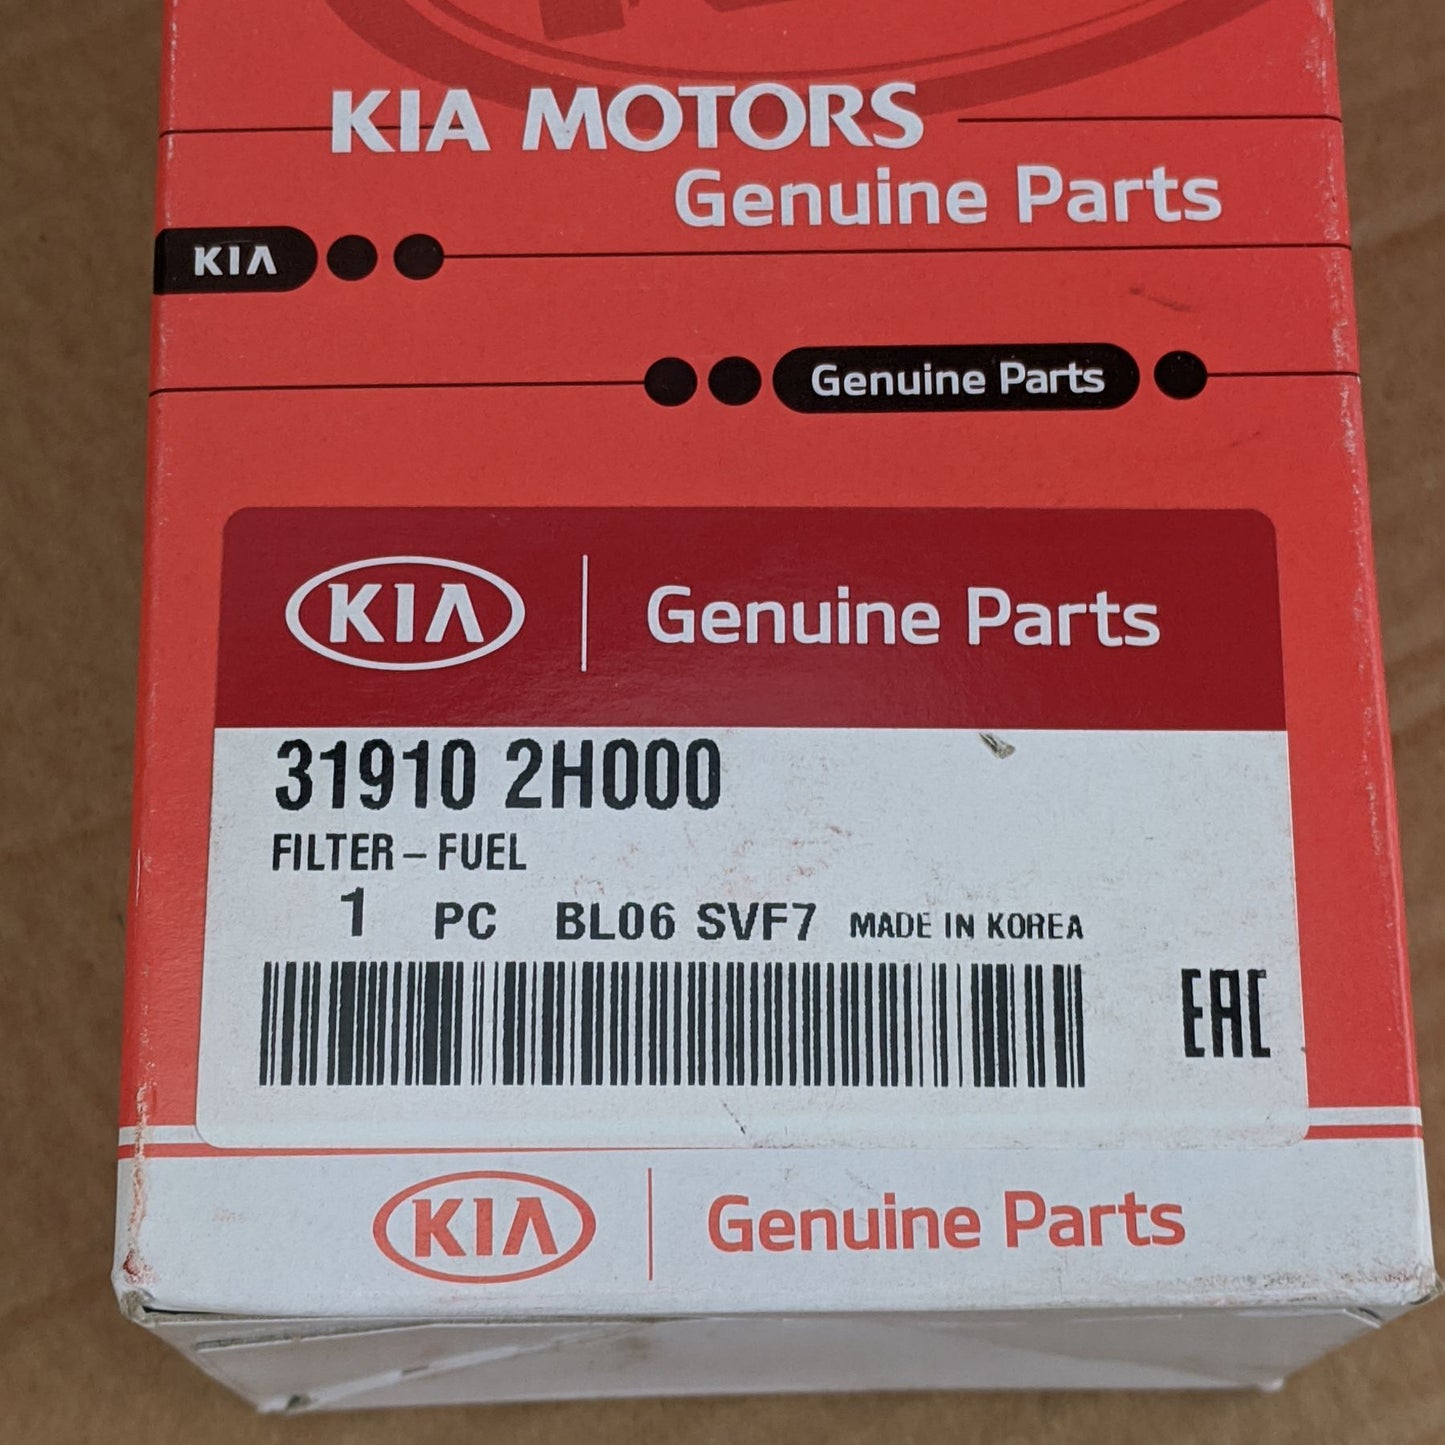 KIA MOTORS
Genuine Parts
KIA
Genuine Parts
KIA Genuine Parts
31910 2H000
FILTER – FUEL
1 PC BL06 SVF7 MADE IN KOREA
EAC
KIA Genuine Parts